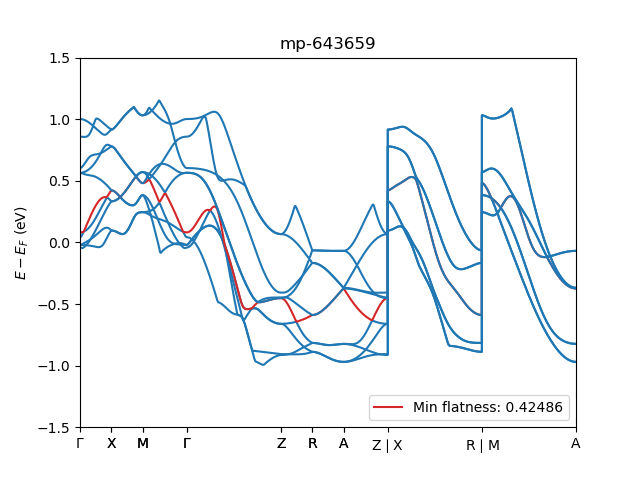 mp-643659
E − E_F (eV)
1.5
1.0
0.5
0.0
−0.5
−1.0
−1.5
Min flatness: 0.42486
Γ X M Γ Z R A Z | X R | M A